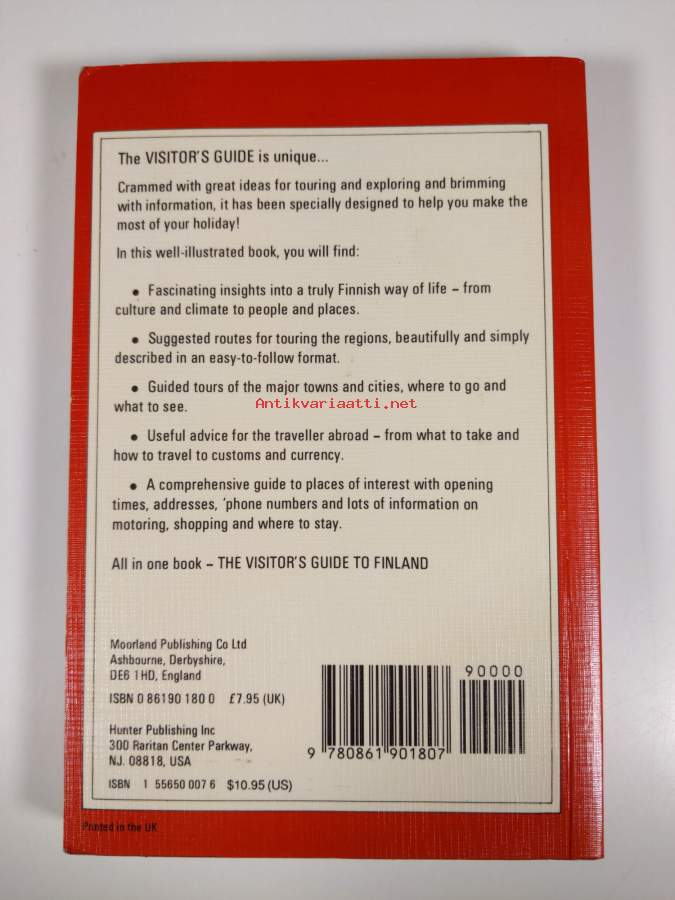 The VISITOR'S GUIDE is unique...
Crammed with great ideas for touring and exploring and brimming
with information, it has been specially designed to help you make the
most of your holiday!
In this well-illustrated book, you will find:
● Fascinating insights into a truly Finnish way of life – from
culture and climate to people and places.
● Suggested routes for touring the regions, beautifully and simply
described in an easy-to-follow format.
● Guided tours of the major towns and cities, where to go and
what to see.
Antikvariaatti.net
● Useful advice for the traveller abroad – from what to take and
how to travel to customs and currency.
● A comprehensive guide to places of interest with opening
times, addresses, 'phone numbers and lots of information on
motoring, shopping and where to stay.
All in one book – THE VISITOR'S GUIDE TO FINLAND
Moorland Publishing Co Ltd
Ashbourne, Derbyshire,
DE6 1HD, England
ISBN 0 86190 180 0 £7.95 (UK)
Hunter Publishing Inc
300 Raritan Center Parkway,
NJ. 08818, USA
ISBN 1 55650 007 6 $10.95 (US)
90000
9 780861 901807
Printed in the UK